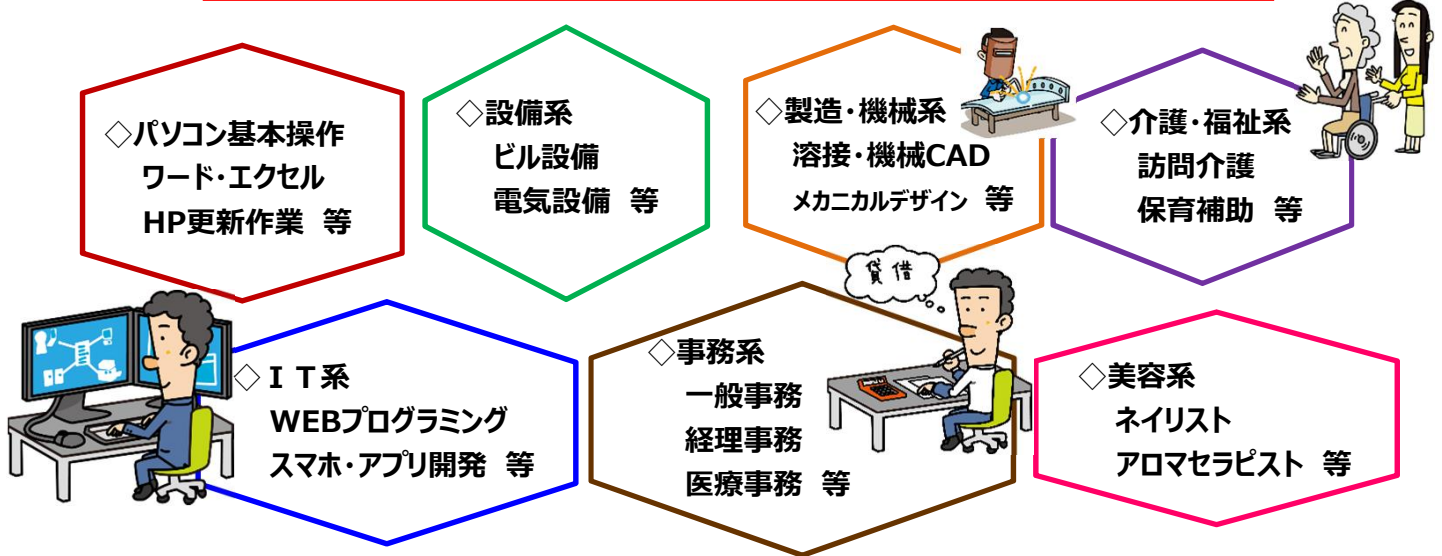 ◇パソコン基本操作
ワード・エクセル
HP更新作業 等
◇設備系
ビル設備
電気設備 等
◇製造・機械系
溶接・機械CAD
メカニカルデザイン 等
◇介護・福祉系
訪問介護
保育補助 等
◇ＩＴ系
WEBプログラミング
スマホ・アプリ開発 等
貸借
◇事務系
一般事務
経理事務
医療事務 等
◇美容系
ネイリスト
アロマセラピスト 等